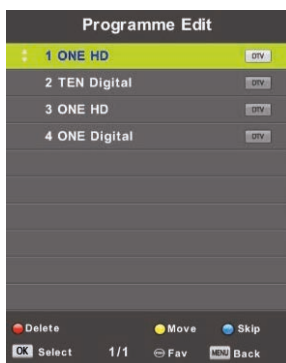 Programme Edit
1 ONE HD DTV
2 TEN Digital DTV
3 ONE HD DTV
4 ONE Digital DTV
Delete Move Skip
OK Select 1/1 Fav MENU Back